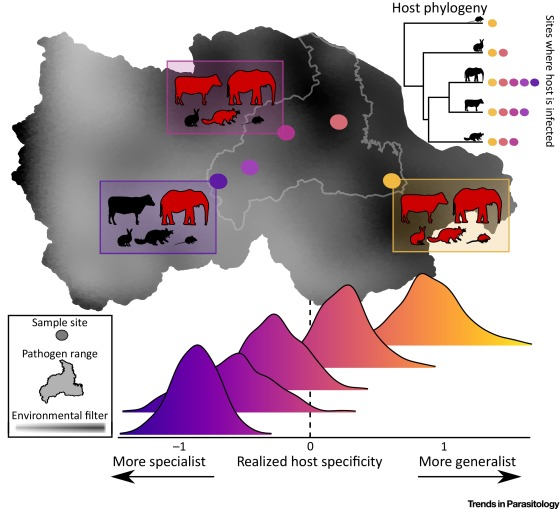 Host phylogeny
Sites where host is infected
Sample site
Pathogen range
Environmental filter
–1
0
1
More specialist
Realized host specificity
More generalist
Trends in Parasitology